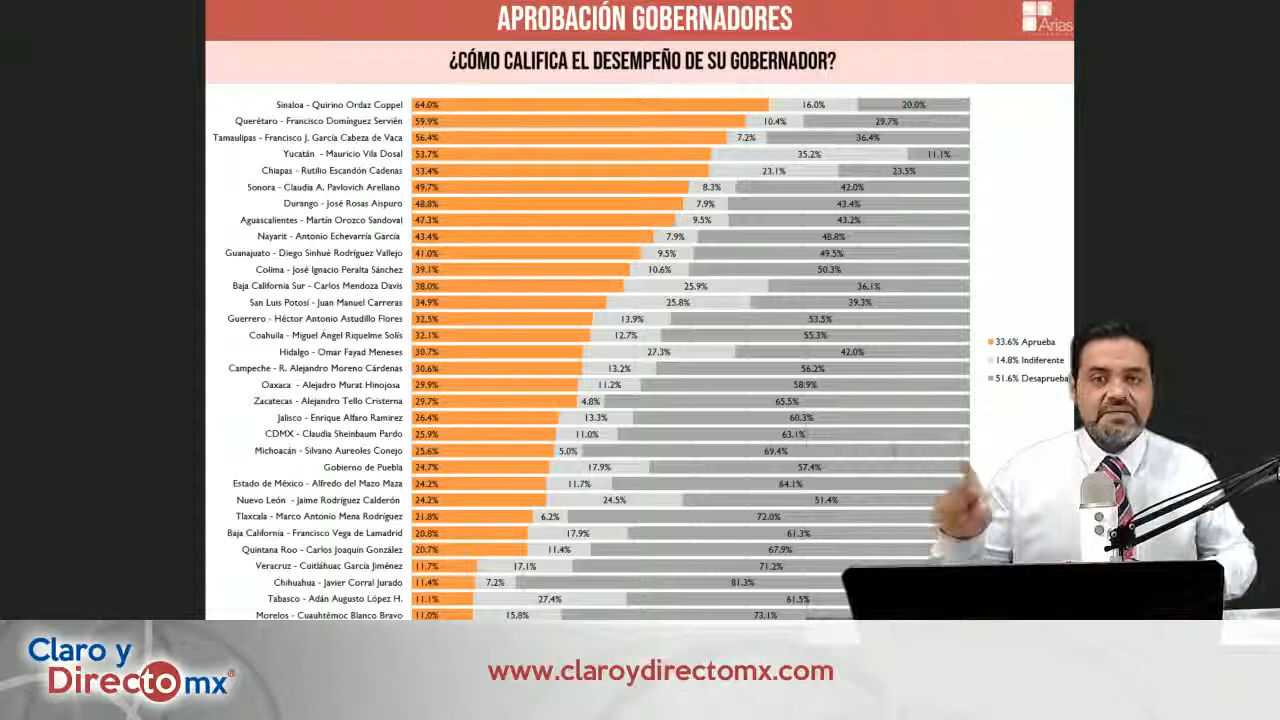 APROBACIÓN GOBERNADORES
Arias
¿CÓMO CALIFICA EL DESEMPEÑO DE SU GOBERNADOR?
Sinaloa - Quirino Ordaz Coppel 64.0% 16.0% 20.0%
Querétaro - Francisco Domínguez Servién 59.9% 10.4% 29.7%
Tamaulipas - Francisco J. García Cabeza de Vaca 56.4% 7.2% 36.4%
Yucatán - Mauricio Vila Dosal 53.7% 35.2% 11.1%
Chiapas - Rutilio Escandón Cadenas 53.4% 23.1% 23.5%
Sonora - Claudia A. Pavlovich Arellano 49.7% 8.3% 42.0%
Durango - José Rosas Aispuro 48.8% 7.9% 43.4%
Aguascalientes - Martín Orozco Sandoval 47.3% 9.5% 43.2%
Nayarit - Antonio Echevarría García 43.4% 7.9% 48.8%
Guanajuato - Diego Sinhué Rodríguez Vallejo 41.0% 9.5% 49.5%
Colima - José Ignacio Peralta Sánchez 39.1% 10.6% 50.3%
Baja California Sur - Carlos Mendoza Davis 38.0% 25.9% 36.1%
San Luis Potosí - Juan Manuel Carreras 34.9% 25.8% 39.3%
Guerrero - Héctor Antonio Astudillo Flores 32.5% 13.9% 53.5%
Coahuila - Miguel Ángel Riquelme Solís 32.1% 12.7% 55.3%
Hidalgo - Omar Fayad Meneses 30.7% 27.3% 42.0%
Campeche - R. Alejandro Moreno Cárdenas 30.6% 13.2% 56.2%
Oaxaca - Alejadro Murat Hinojosa 29.9% 11.2% 58.9%
Zacatecas - Alejandro Tello Cristerna 29.7% 4.8% 65.5%
Jalisco - Enrique Alfaro Ramirez 26.4% 13.3% 60.3%
CDMX - Claudia Sheinbaum Pardo 25.9% 11.0% 63.1%
Michoacán - Silvano Aureoles Conejo 25.6% 5.0% 69.4%
Gobierno de Puebla 24.7% 17.9% 57.4%
Estado de México - Alfredo del Mazo Maza 24.2% 11.7% 64.1%
Nuevo León - Jaime Rodríguez Calderón 24.2% 24.5% 51.4%
Tlaxcala - Marco Antonio Mena Rodríguez 21.8% 6.2% 72.0%
Baja California - Francisco Vega de Lamadrid 20.8% 17.9% 61.3%
Quintana Roo - Carlos Joaquín González 20.7% 11.4% 67.9%
Veracruz - Cuitláhuac García Jiménez 11.7% 17.1% 71.2%
Chihuahua - Javier Corral Jurado 11.4% 7.2% 81.3%
Tabasco - Adán Augusto López H. 11.1% 27.4% 61.5%
Morelos - Cuauhtémoc Blanco Bravo 11.0% 15.8% 73.1%
33.6% Aprueba
14.8% Indiferente
51.6% Desaprueba
Claro y
Directo mx®
www.claroydirectomx.com